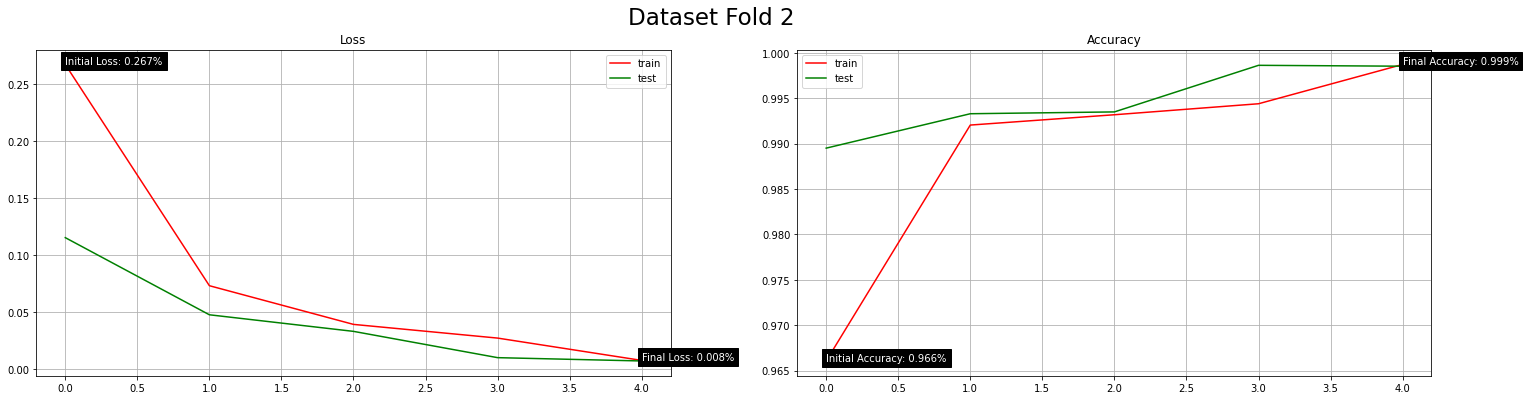 Dataset Fold 2
Loss
Initial Loss: 0.267%
train
test
0.25
0.20
0.15
0.10
0.05
0.00
Final Loss: 0.008%
0.0 0.5 1.0 1.5 2.0 2.5 3.0 3.5 4.0
Accuracy
train
test
Final Accuracy: 0.999%
1.000
0.995
0.990
0.985
0.980
0.975
0.970
0.965
Initial Accuracy: 0.966%
0.0 0.5 1.0 1.5 2.0 2.5 3.0 3.5 4.0